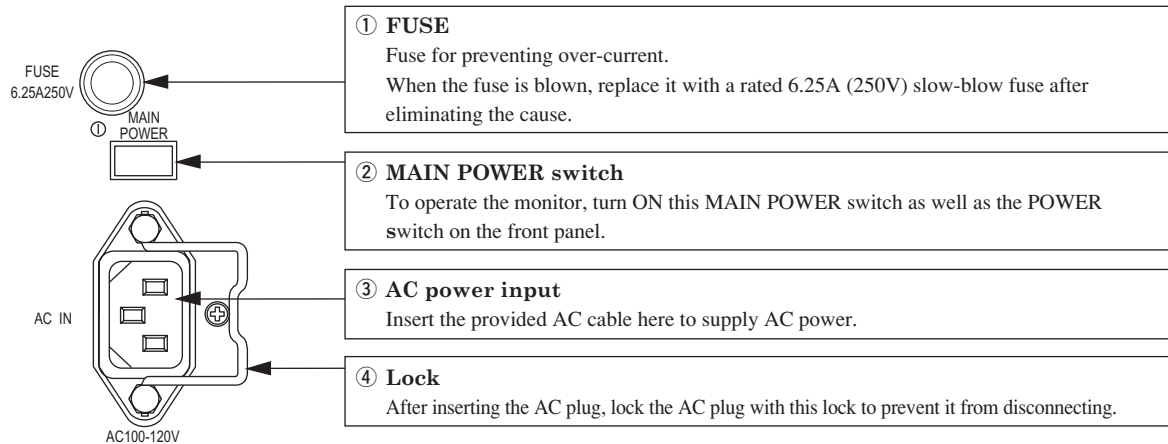 FUSE
6.25A250V
MAIN
POWER
AC IN
AC100-120V
① FUSE
Fuse for preventing over-current.
When the fuse is blown, replace it with a rated 6.25A (250V) slow-blow fuse after
eliminating the cause.
② MAIN POWER switch
To operate the monitor, turn ON this MAIN POWER switch as well as the POWER
switch on the front panel.
③ AC power input
Insert the provided AC cable here to supply AC power.
④ Lock
After inserting the AC plug, lock the AC plug with this lock to prevent it from disconnecting.